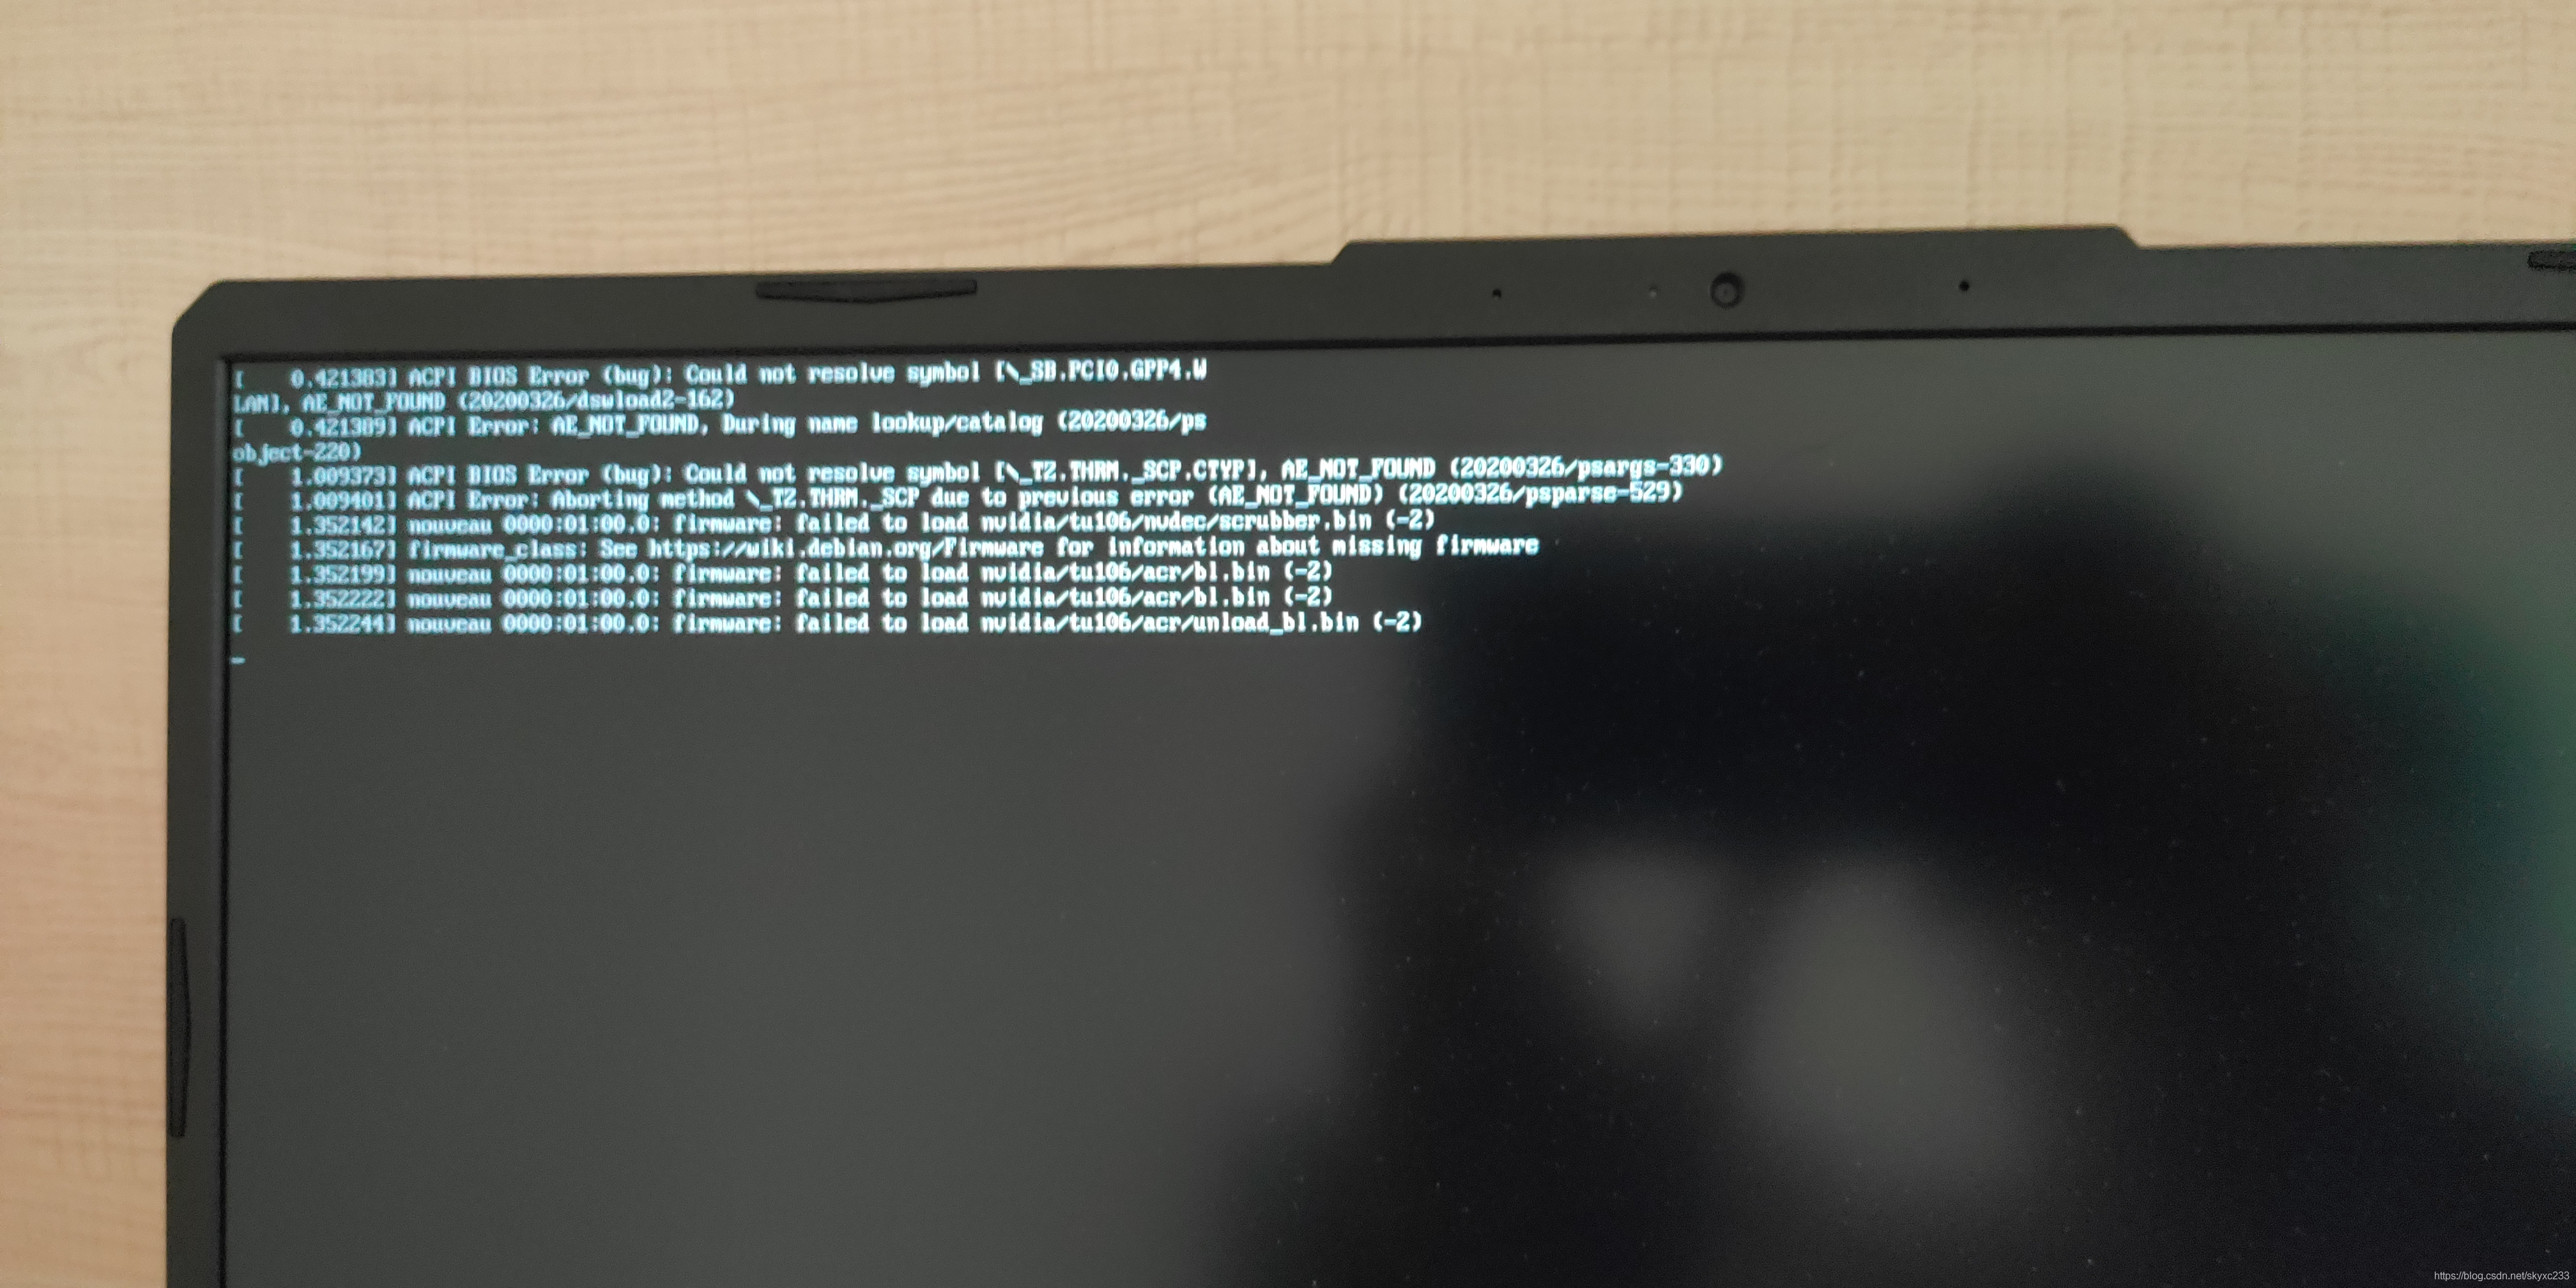 [    0.421383] ACPI BIOS Error (bug): Could not resolve symbol [\_SB.PCI0.GPP4.W
LAN], AE_NOT_FOUND (20200326/dswload2-162)
[    0.421389] ACPI Error: AE_NOT_FOUND, During name lookup/catalog (20200326/ps
object-220)
[    1.009373] ACPI BIOS Error (bug): Could not resolve symbol [\_TZ.THRM._SCP.CTYP], AE_NOT_FOUND (20200326/psargs-330)
[    1.009401] ACPI Error: Aborting method \_TZ.THRM._SCP due to previous error (AE_NOT_FOUND) (20200326/psparse-529)
[    1.352142] nouveau 0000:01:00.0: firmware: failed to load nvidia/tu106/nvdec/scrubber.bin (-2)
[    1.352167] firmware_class: See https://wiki.debian.org/Firmware for information about missing firmware
[    1.352199] nouveau 0000:01:00.0: firmware: failed to load nvidia/tu106/acr/bl.bin (-2)
[    1.352222] nouveau 0000:01:00.0: firmware: failed to load nvidia/tu106/acr/bl.bin (-2)
[    1.352244] nouveau 0000:01:00.0: firmware: failed to load nvidia/tu106/acr/unload_bl.bin (-2)
_
https://blog.csdn.net/skyxc233